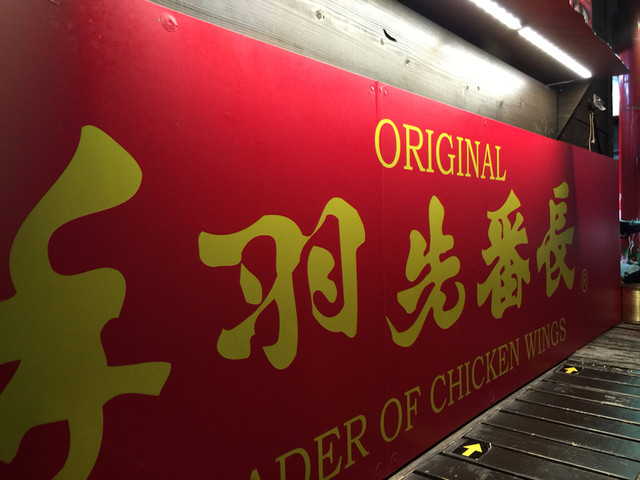 ORIGINAL
手羽先番長®
ADER OF CHICKEN WINGS